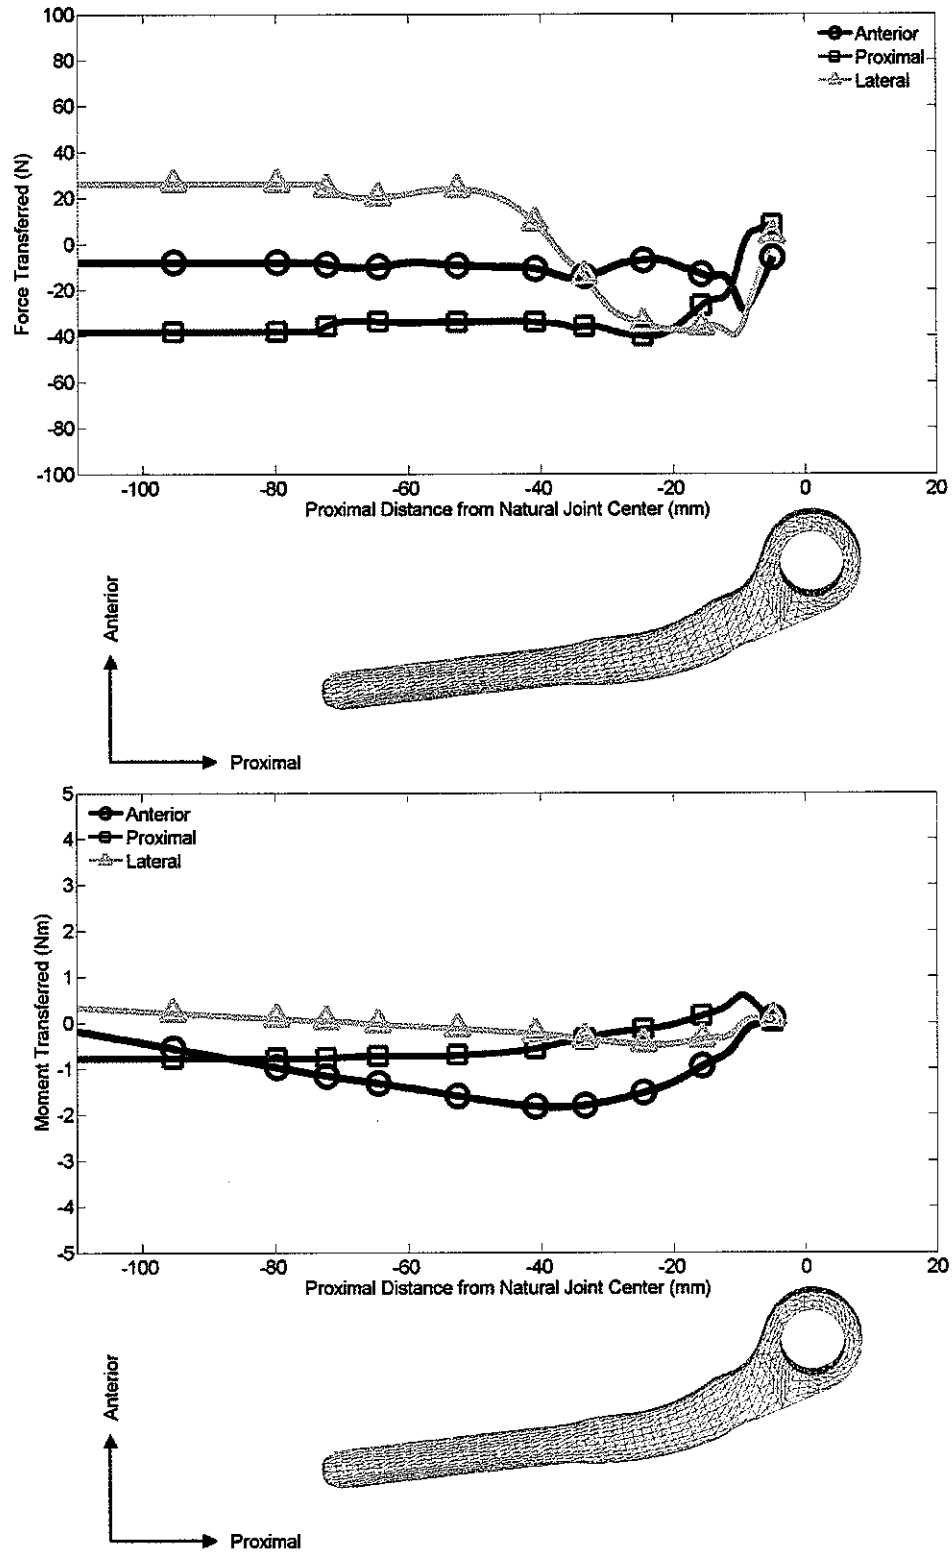 100
80
60
40
20
0
-20
-40
-60
-80
-100
Force Transferred (N)
Anterior
Proximal
Lateral
-100
-80
-60
-40
-20
0
20
Proximal Distance from Natural Joint Center (mm)
Anterior
Proximal
5
4
3
2
1
0
-1
-2
-3
-4
-5
Moment Transferred (Nm)
Anterior
Proximal
Lateral
-100
-80
-60
-40
-20
0
20
Proximal Distance from Natural Joint Center (mm)
Anterior
Proximal